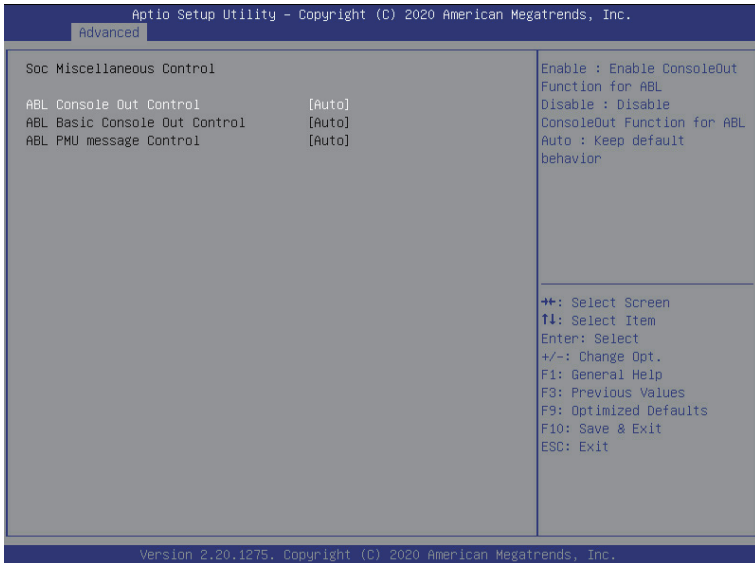 Aptio Setup Utility – Copyright (C) 2020 American Megatrends, Inc.
Advanced
Soc Miscellaneous Control
ABL Console Out Control [Auto]
ABL Basic Console Out Control [Auto]
ABL PMU message Control [Auto]
Enable : Enable ConsoleOut
Function for ABL
Disable : Disable
ConsoleOut Function for ABL
Auto : Keep default
behavior
→←: Select Screen
↑↓: Select Item
Enter: Select
+/-: Change Opt.
F1: General Help
F3: Previous Values
F9: Optimized Defaults
F10: Save & Exit
ESC: Exit
Version 2.20.1275. Copyright (C) 2020 American Megatrends, Inc.